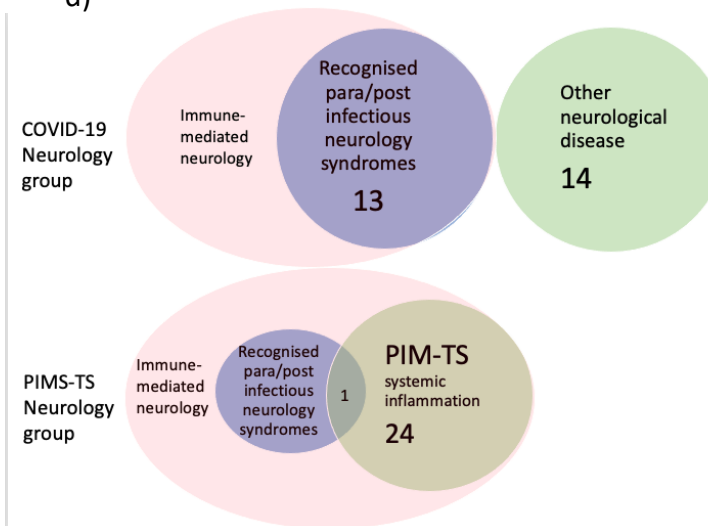 a)
COVID-19
Neurology
group
Immune-
mediated
neurology
Recognised
para/post
infectious
neurology
syndromes
13
Other
neurological
disease
14
PIMS-TS
Neurology
group
Immune-
mediated
neurology
Recognised
para/post
infectious
neurology
syndromes
1
PIM-TS
systemic
inflammation
24